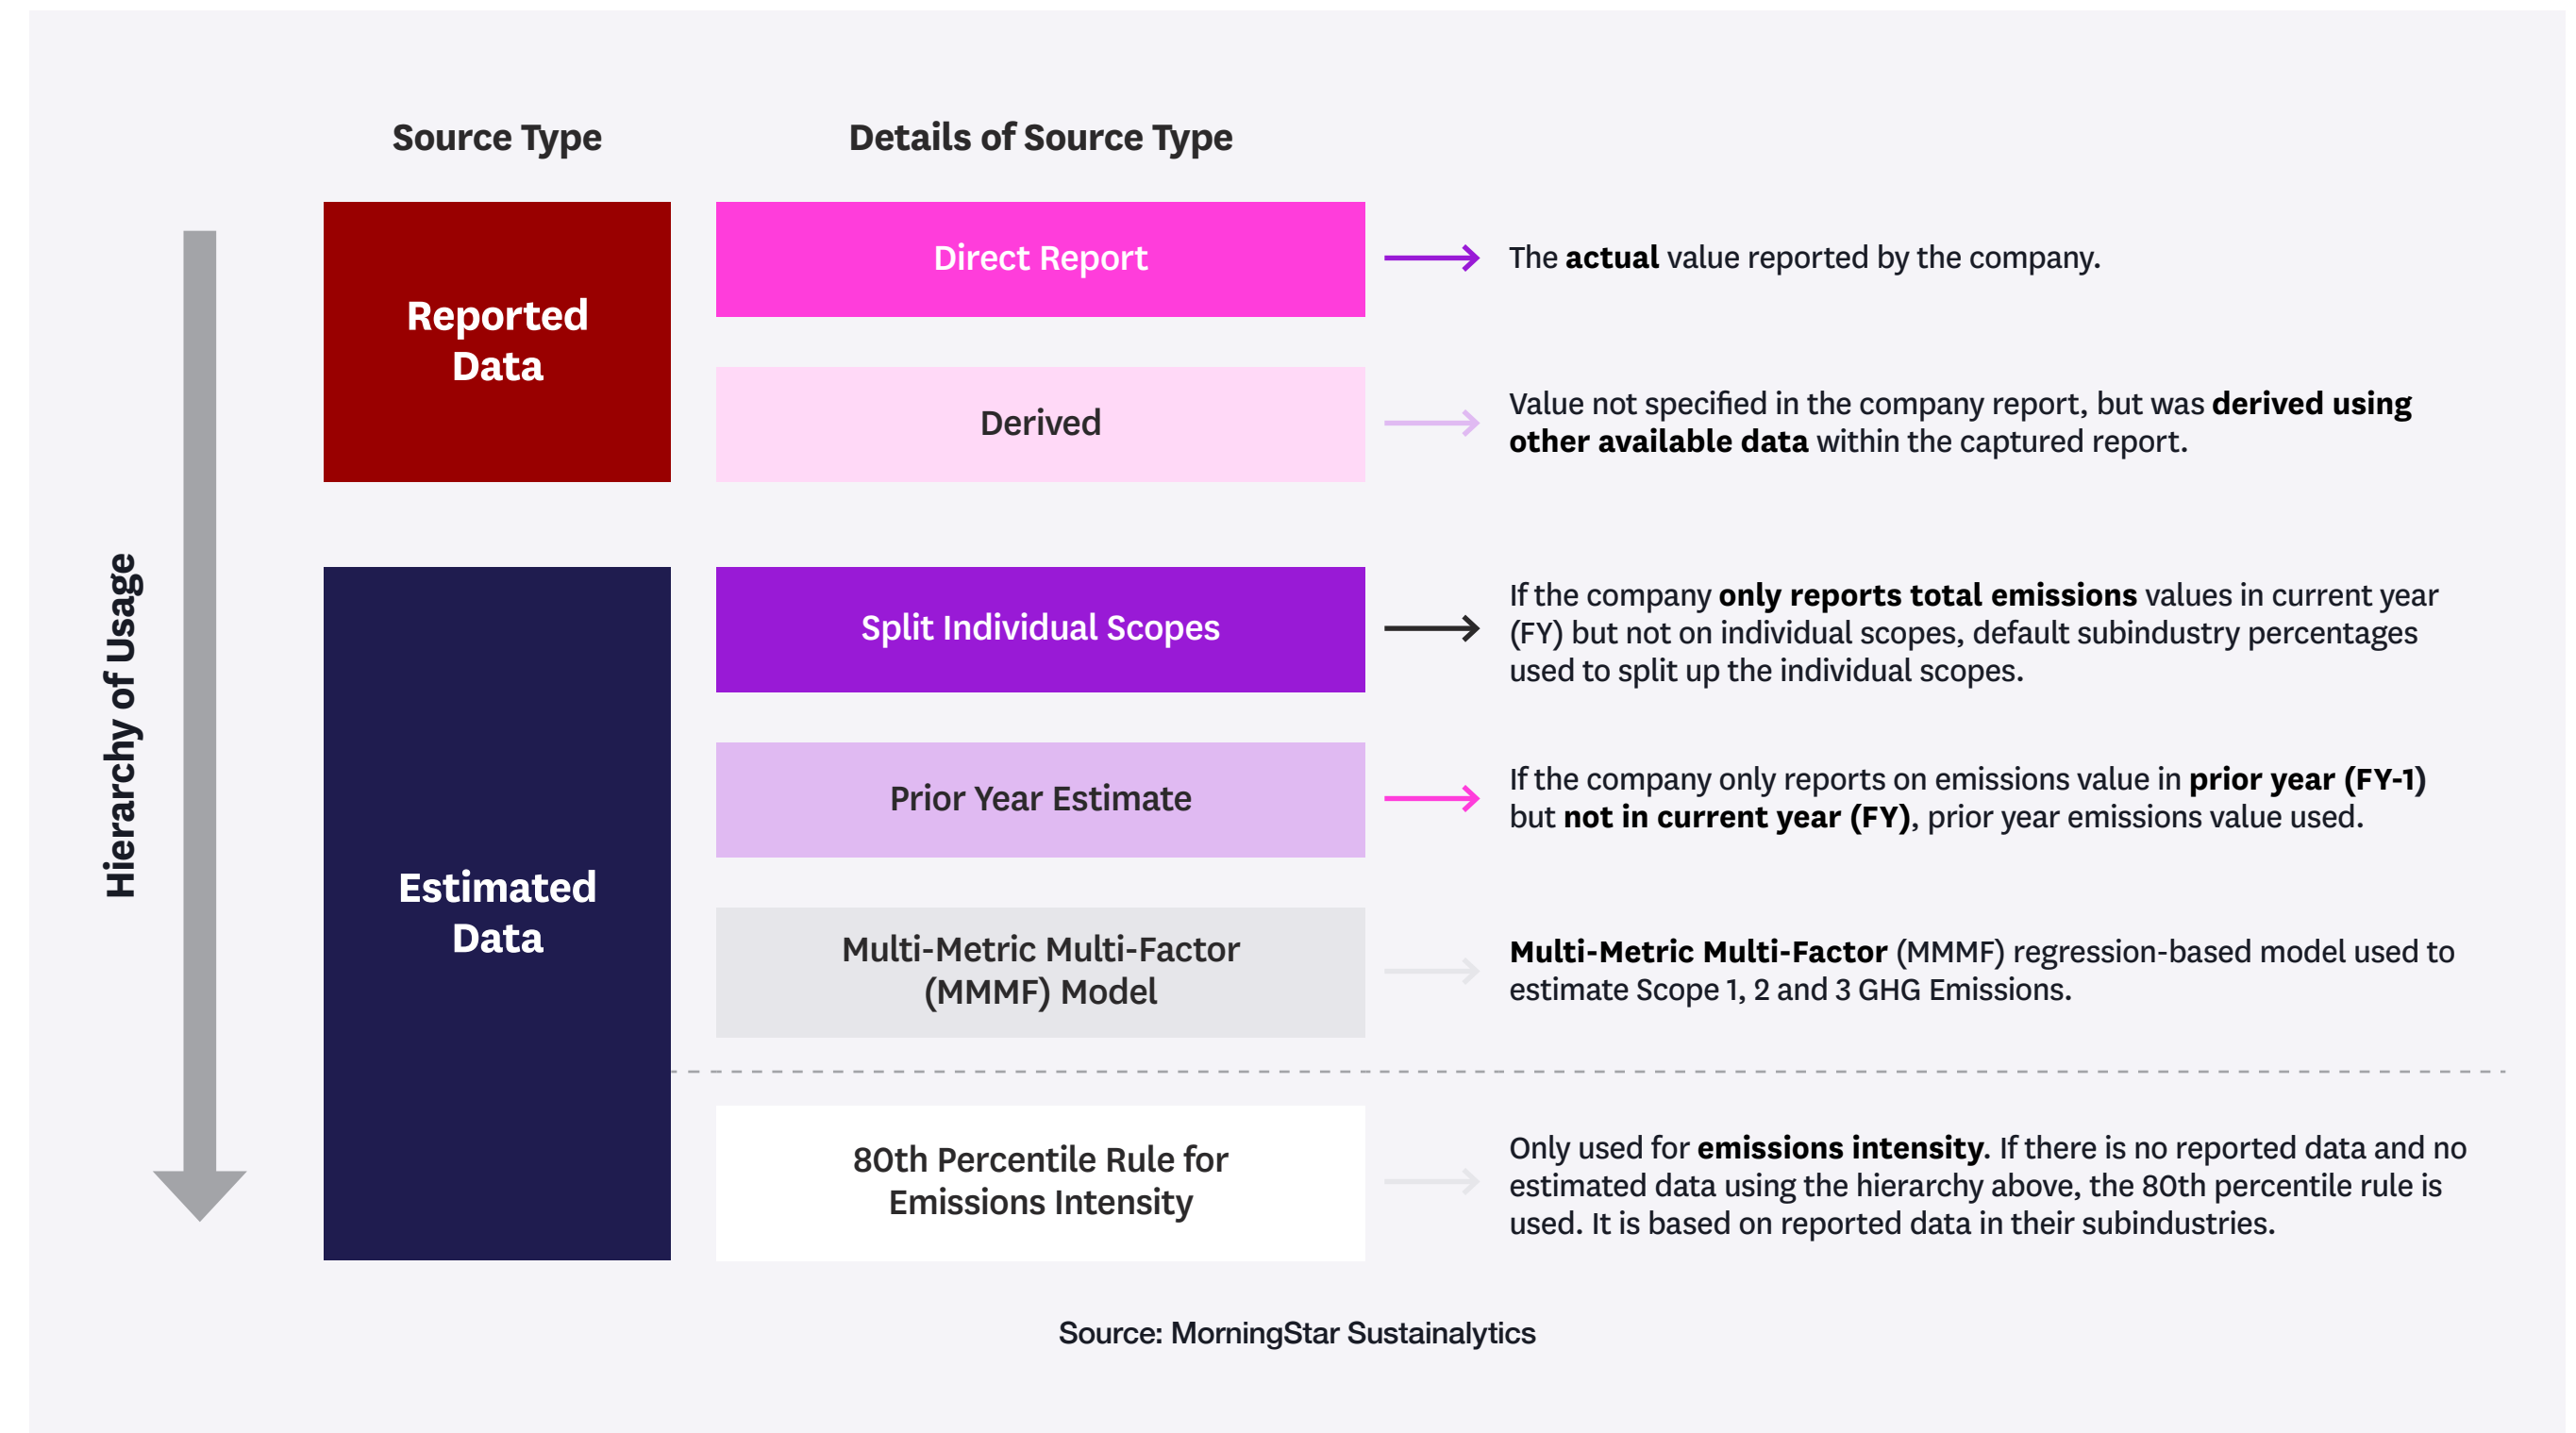 Source Type
Details of Source Type
Hierarchy of Usage
Reported
Data
Direct Report
The actual value reported by the company.
Derived
Value not specified in the company report, but was derived using
other available data within the captured report.
Estimated
Data
Split Individual Scopes
If the company only reports total emissions values in current year
(FY) but not on individual scopes, default subindustry percentages
used to split up the individual scopes.
Prior Year Estimate
If the company only reports on emissions value in prior year (FY-1)
but not in current year (FY), prior year emissions value used.
Multi-Metric Multi-Factor
(MMMF) Model
Multi-Metric Multi-Factor (MMMF) regression-based model used to
estimate Scope 1, 2 and 3 GHG Emissions.
80th Percentile Rule for
Emissions Intensity
Only used for emissions intensity. If there is no reported data and no
estimated data using the hierarchy above, the 80th percentile rule is
used. It is based on reported data in their subindustries.
Source: MorningStar Sustainalytics